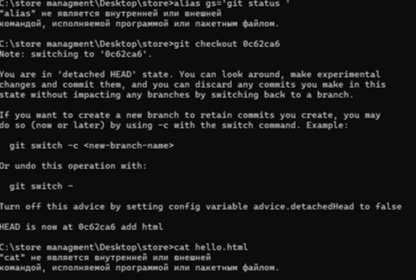 C:\store managment\Desktop\store>alias gs='git status '
"alias" не является внутренней или внешней
командой, исполняемой программой или пакетным файлом.
C:\store managment\Desktop\store>git checkout 0c62ca6
Note: switching to '0c62ca6'.
You are in 'detached HEAD' state. You can look around, make experimental
changes and commit them, and you can discard any commits you make in this
state without impacting any branches by switching back to a branch.
If you want to create a new branch to retain commits you create, you may
do so (now or later) by using -c with the switch command. Example:
git switch -c <new-branch-name>
Or undo this operation with:
git switch -
Turn off this advice by setting config variable advice.detachedHead to false
HEAD is now at 0c62ca6 add html
C:\store managment\Desktop\store>cat hello.html
"cat" не является внутренней или внешней
командой, исполняемой программой или пакетным файлом.